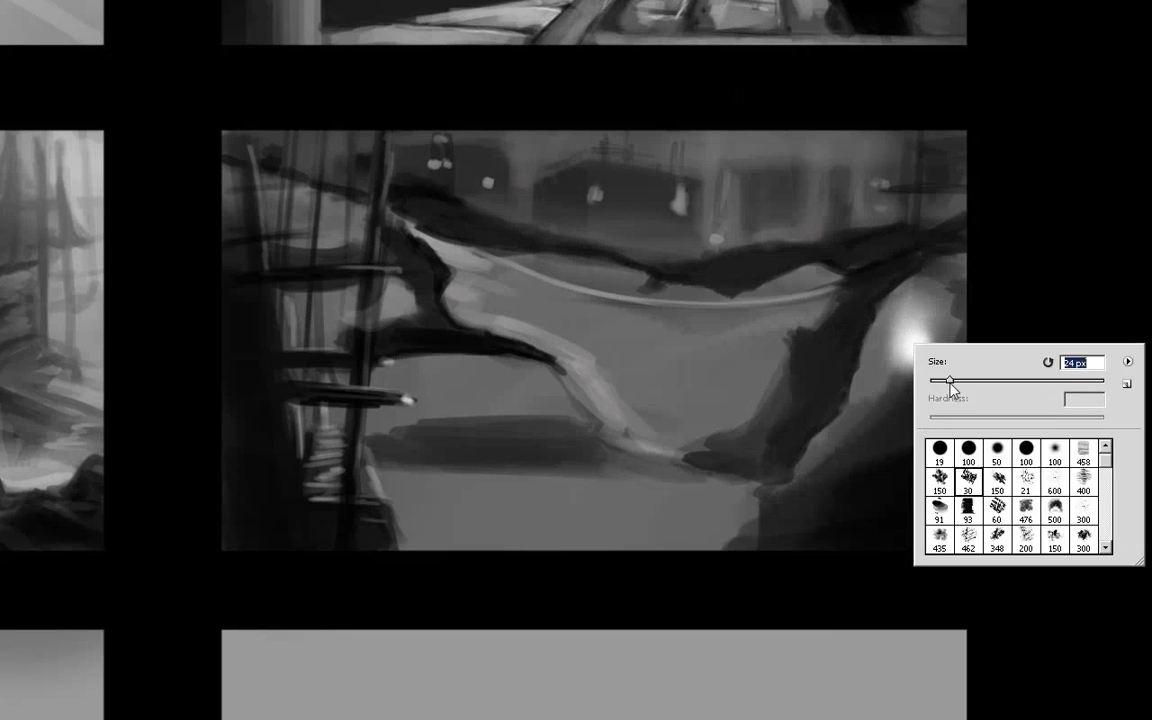 Size:
24 px
Hardness:
19 100 50 100 100 458
150 30 150 21 600 400
91 93 60 476 500 300
435 462 348 200 150 300